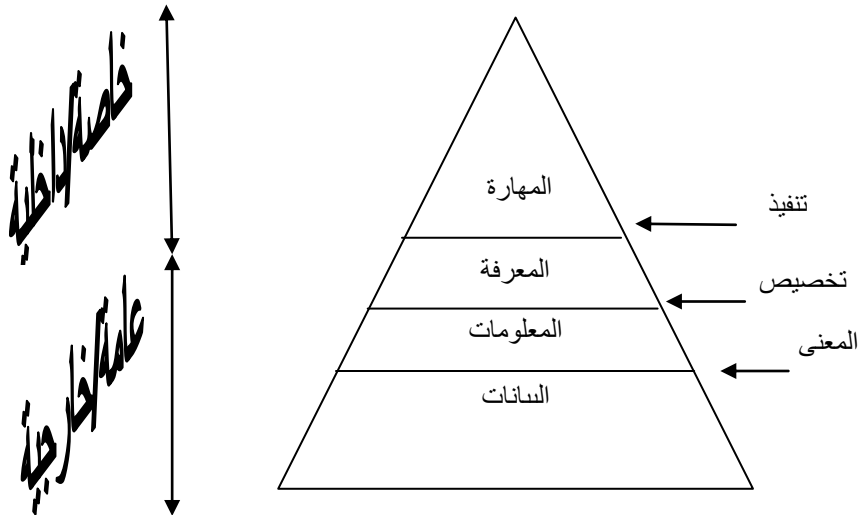 خاصة/داخلية
عامة/خارجية
المهارة
المعرفة
المعلومات
البيانات
تنفيذ
تخصيص
المعنى